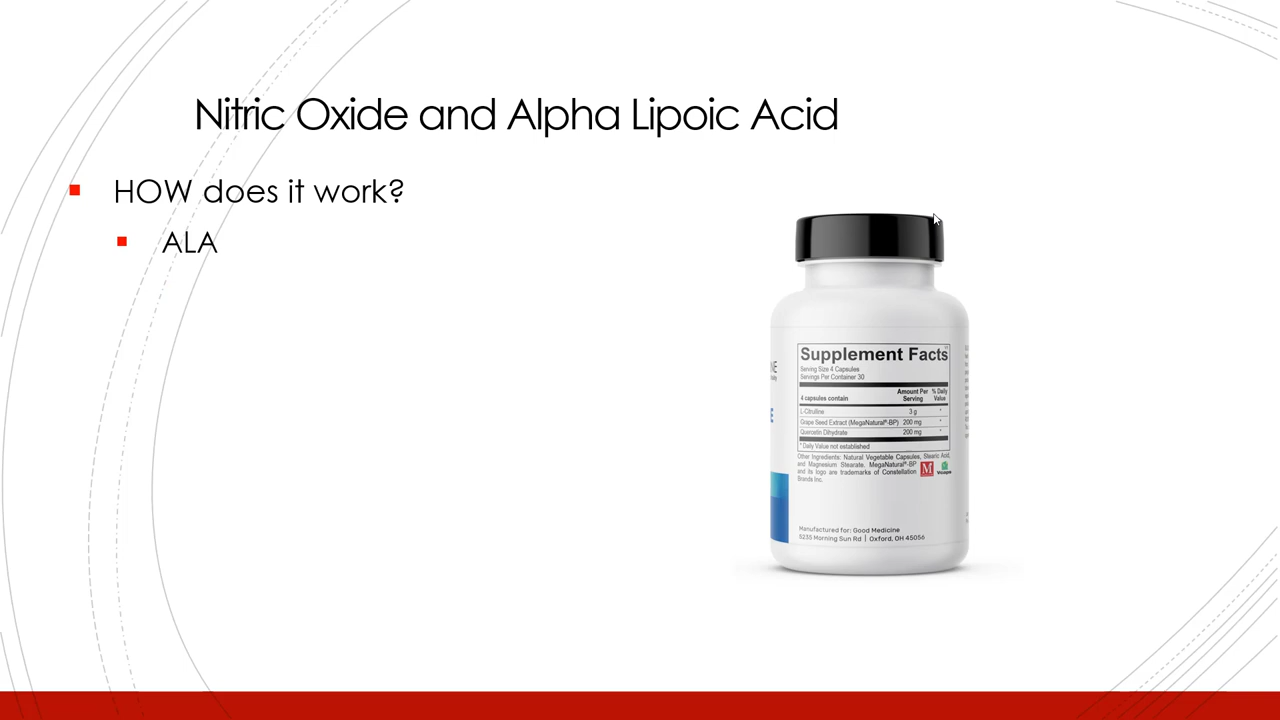 Nitric Oxide and Alpha Lipoic Acid
HOW does it work?
ALA
Supplement Facts
Serving Size 4 Capsules
Servings Per Container 30
4 capsules contain
Amount Per Serving
% Daily Value
L-Citrulline 3 g *
Grape Seed Extract (MegaNatural®-BP) 200 mg *
Quercetin Dihydrate 200 mg *
* Daily Value not established
Other Ingredients: Natural Vegetable Capsules, Stearic Acid,
and Magnesium Stearate. MegaNatural®-BP
and its logo are trademarks of Constellation
Brands Inc.
M
Manufactured for: Good Medicine
5235 Morning Sun Rd | Oxford, OH 45056